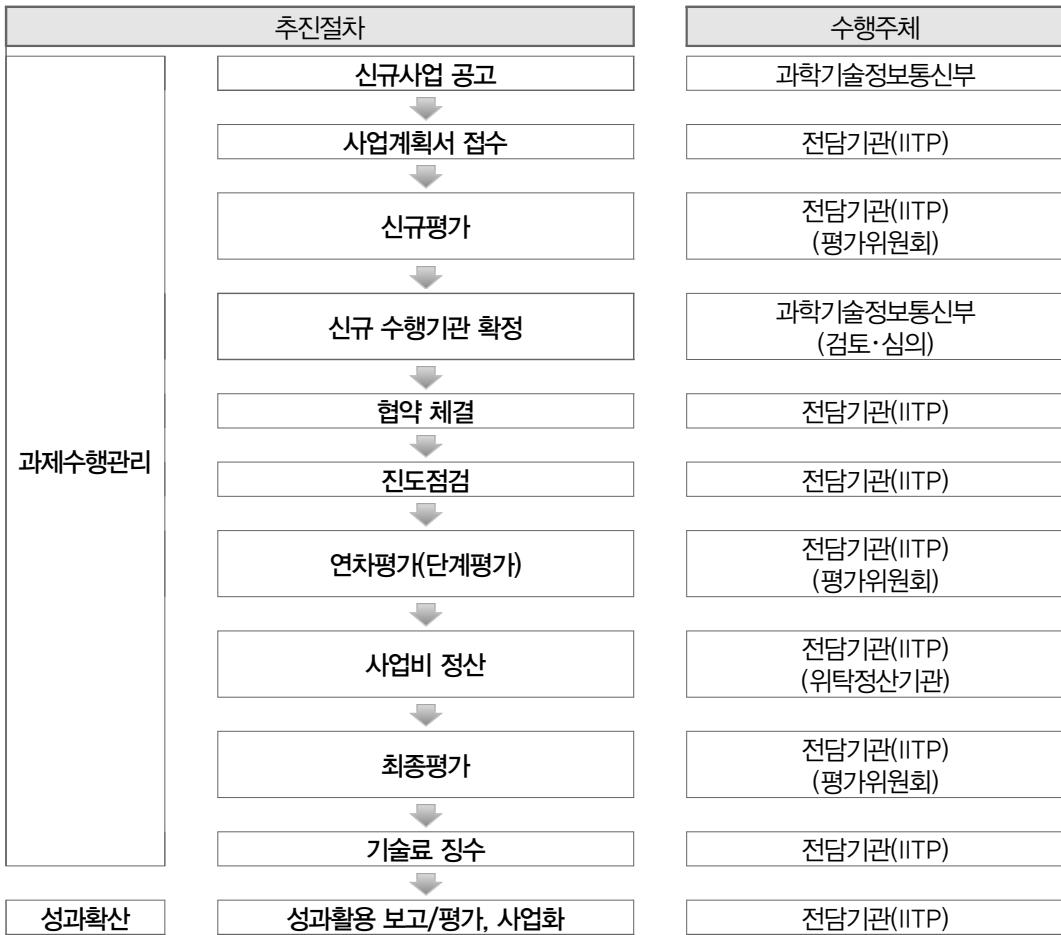 추진절차
수행주체
신규사업 공고
과학기술정보통신부
사업계획서 접수
전담기관(IITP)
신규평가
전담기관(IITP)
(평가위원회)
신규 수행기관 확정
과학기술정보통신부
(검토･심의)
협약 체결
전담기관(IITP)
과제수행관리
진도점검
전담기관(IITP)
연차평가(단계평가)
전담기관(IITP)
(평가위원회)
사업비 정산
전담기관(IITP)
(위탁정산기관)
최종평가
전담기관(IITP)
(평가위원회)
기술료 징수
전담기관(IITP)
성과확산
성과활용 보고/평가, 사업화
전담기관(IITP)